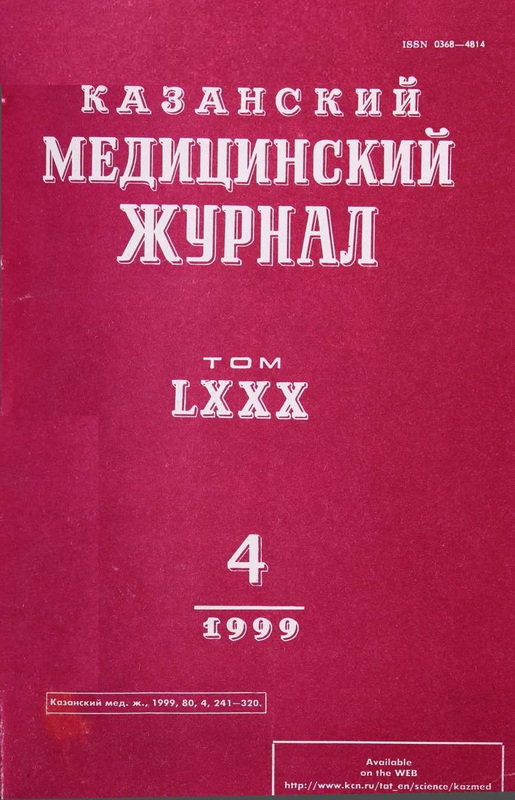 ISSN 0368—4814
КАЗАНСКИЙ
МЕДИЦИНСКИЙ
ЖУРНАЛ
ТОМ
LXXX
4
1999
Казанский мед. ж., 1999, 80, 4, 241—320.
Available
on the WEB
http://www.kcn.ru/tat_en/science/kazmed